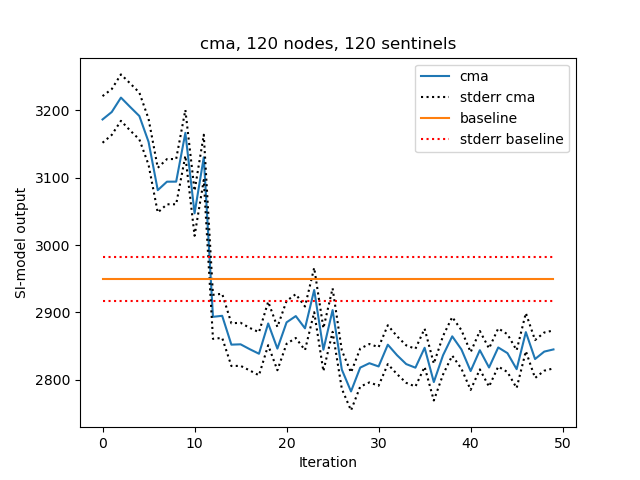 cma, 120 nodes, 120 sentinels
cma
stderr cma
baseline
stderr baseline
3200
3100
3000
2900
2800
SI-model output
0 10 20 30 40 50
Iteration